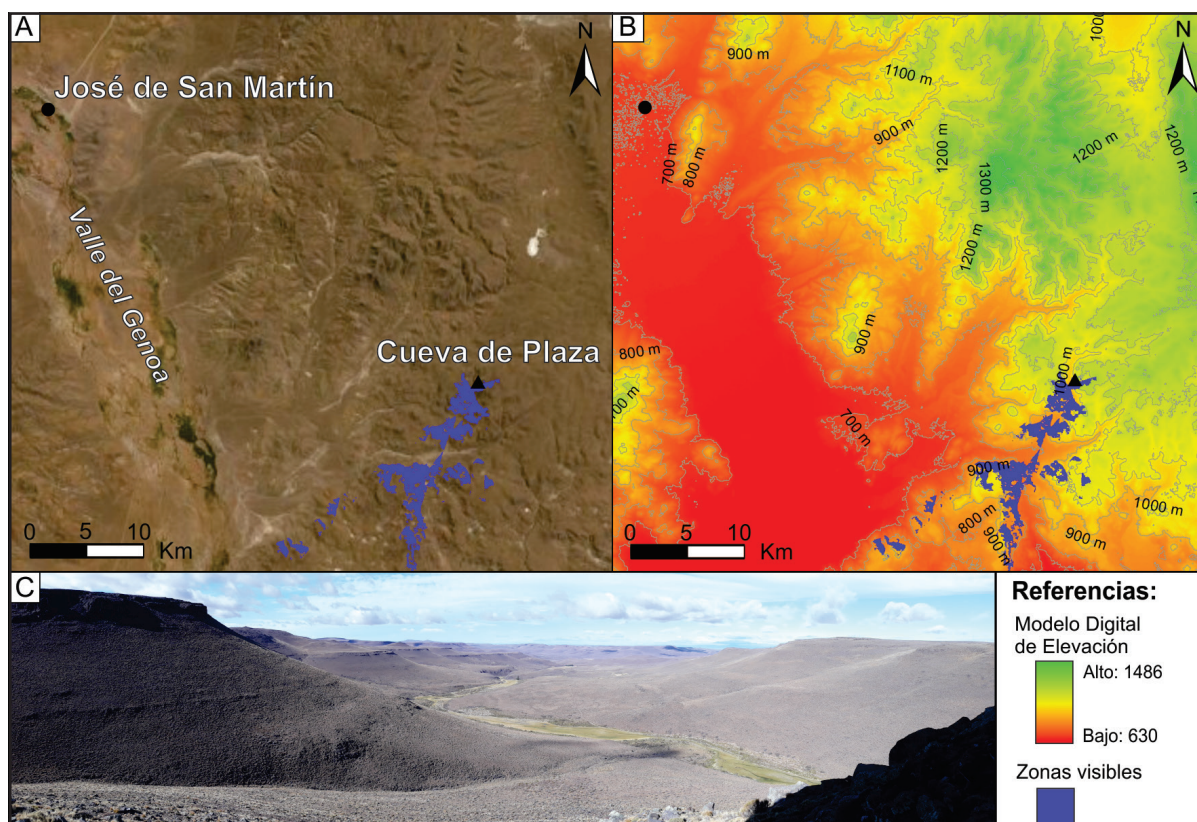 A
N
José de San Martín
Valle del Genoa
Cueva de Plaza
0 5 10
Km
B
N
1000
900 m
1100 m
900 m
1200 m
1200 m
1200 m
700 m
800 m
1300 m
1200 m
900 m
800 m
1000 m
700 m
900 m
800 m
1000 m
900 m
900 m
0 5 10
Km
C
Referencias:
Modelo Digital
de Elevación
Alto: 1486
Bajo: 630
Zonas visibles